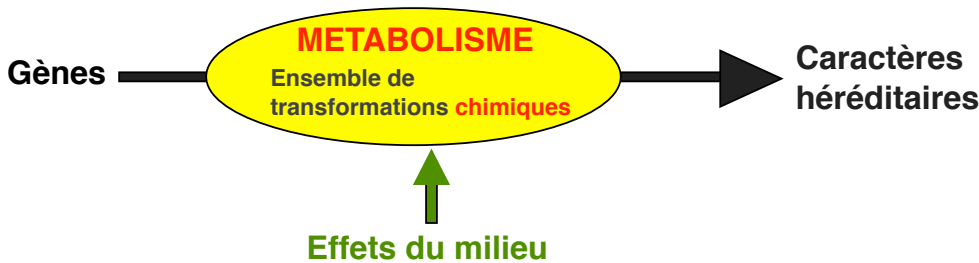 METABOLISME
Gènes
Ensemble de
transformations chimiques
Caractères
héréditaires
Effets du milieu